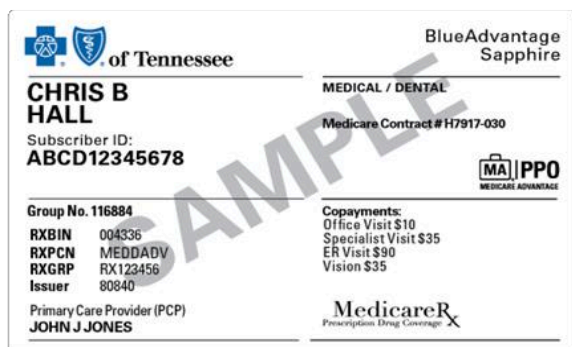 of Tennessee
BlueAdvantage
Sapphire
CHRIS B
HALL
Subscriber ID:
ABCD12345678
MEDICAL / DENTAL
Medicare Contract # H7917-030
MA PPO
MEDICARE ADVANTAGE
SAMPLE
Group No. 116884
RXBIN 004336
RXPCN MEDDADV
RXGRP RX123456
Issuer 80840
Primary Care Provider (PCP)
JOHN J JONES
Copayments:
Office Visit $10
Specialist Visit $35
ER Visit $90
Vision $35
MedicareRx
Prescription Drug Coverage